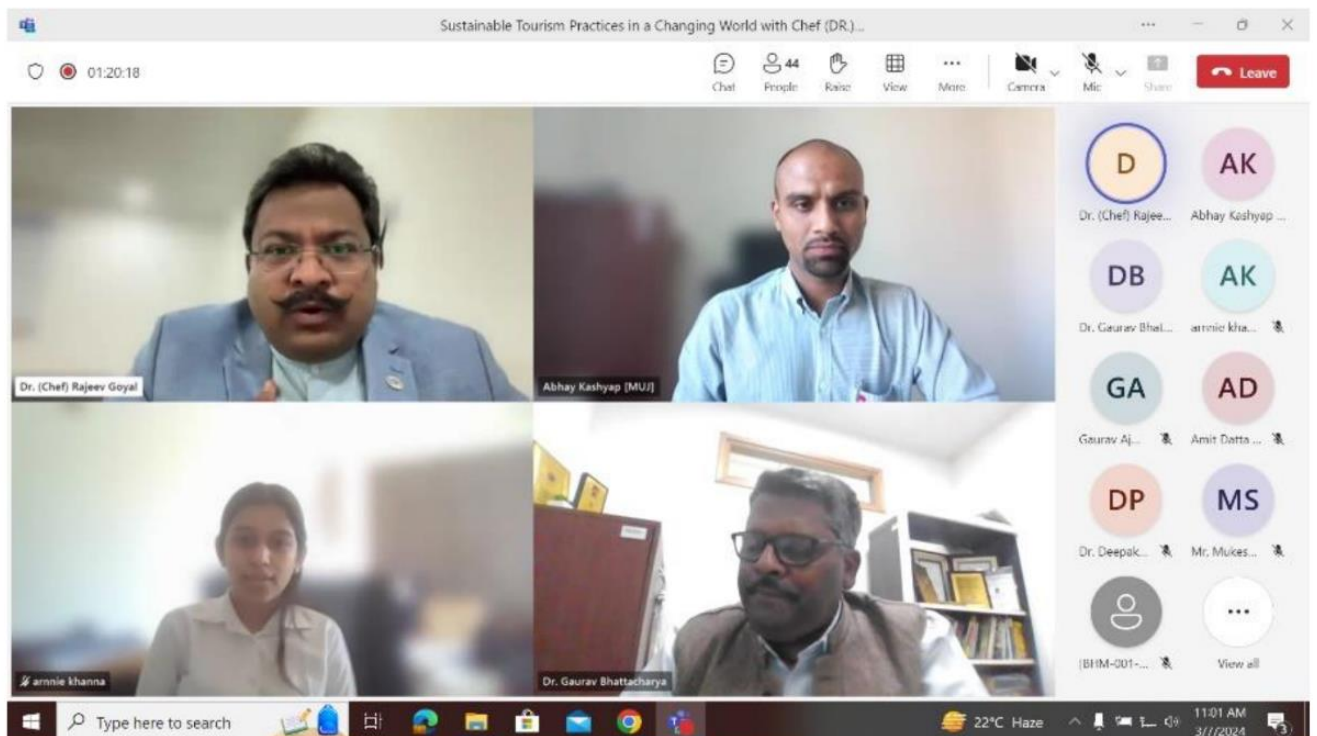 Sustainable Tourism Practices in a Changing World with Chef (DR.)...
01:20:18
44
Chat People Raise View More Camera Mic Share Leave
Dr. (Chef) Rajeev Goyal
Abhay Kashyap [MUJ]
arnnie khanna
Dr. Gaurav Bhattacharya
D AK
Dr. (Chef) Rajee... Abhay Kashyap ...
DB AK
Dr. Gaurav Bhat... arnnie kha...
GA AD
Gaurav Aj... Amit Datta ...
DP MS
Dr. Deepak... Mr. Mukes...
[BHM-001-... View all
Type here to search
22°C Haze
11:01 AM
3/7/2024
3